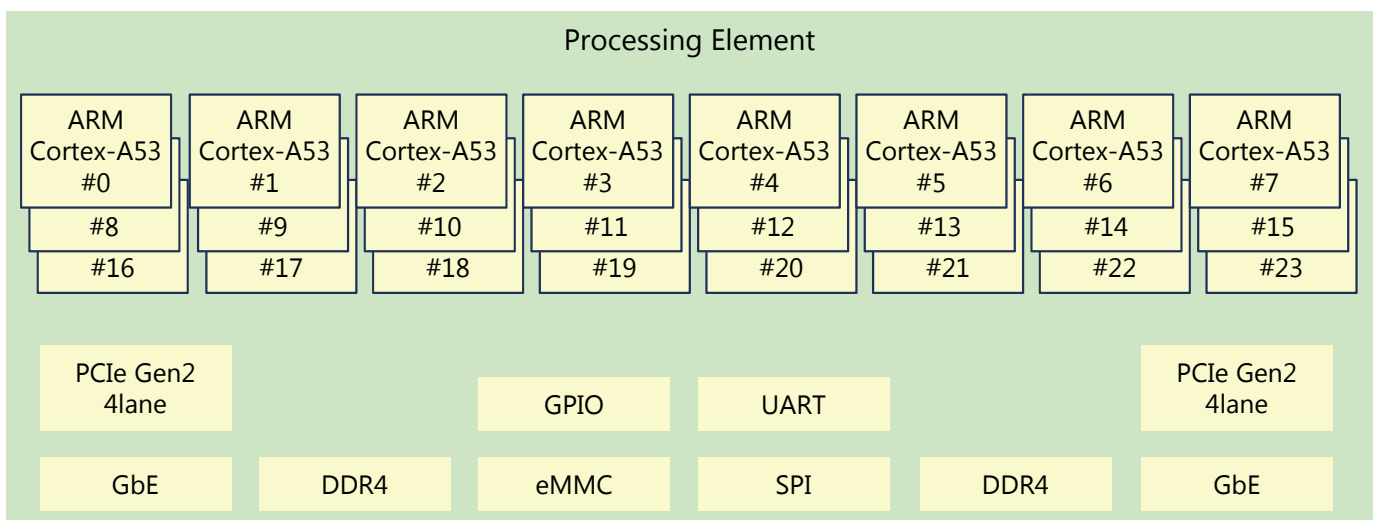 Processing Element
ARM
Cortex-A53
#0
ARM
Cortex-A53
#1
ARM
Cortex-A53
#2
ARM
Cortex-A53
#3
ARM
Cortex-A53
#4
ARM
Cortex-A53
#5
ARM
Cortex-A53
#6
ARM
Cortex-A53
#7
#8
#9
#10
#11
#12
#13
#14
#15
#16
#17
#18
#19
#20
#21
#22
#23
PCIe Gen2
4lane
GPIO
UART
PCIe Gen2
4lane
GbE
DDR4
eMMC
SPI
DDR4
GbE